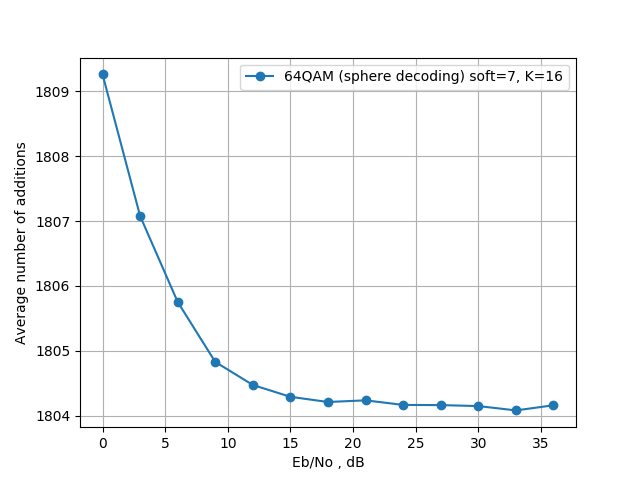 64QAM (sphere decoding) soft=7, K=16
Average number of additions
1809
1808
1807
1806
1805
1804
0 5 10 15 20 25 30 35
Eb/No , dB